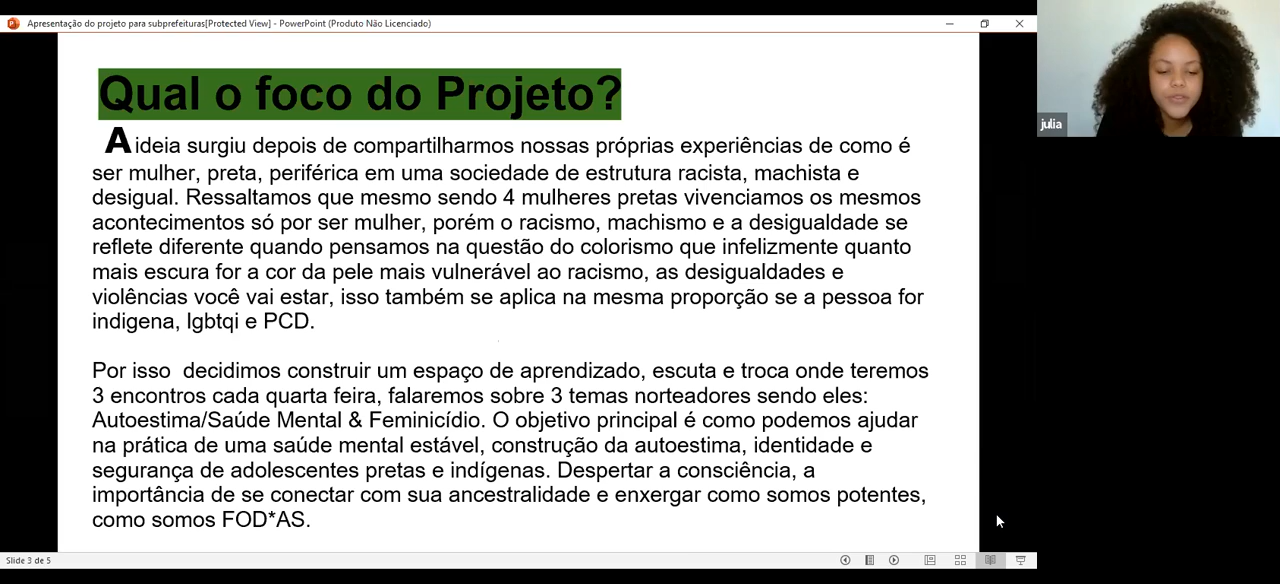 Apresentação do projeto para subprefeituras[Protected View] - PowerPoint (Produto Não Licenciado)
Qual o foco do Projeto?
A ideia surgiu depois de compartilharmos nossas próprias experiências de como é
ser mulher, preta, periférica em uma sociedade de estrutura racista, machista e
desigual. Ressaltamos que mesmo sendo 4 mulheres pretas vivenciamos os mesmos
acontecimentos só por ser mulher, porém o racismo, machismo e a desigualdade se
reflete diferente quando pensamos na questão do colorismo que infelizmente quanto
mais escura for a cor da pele mais vulnerável ao racismo, as desigualdades e
violências você vai estar, isso também se aplica na mesma proporção se a pessoa for
indigena, lgbtqi e PCD.
Por isso  decidimos construir um espaço de aprendizado, escuta e troca onde teremos
3 encontros cada quarta feira, falaremos sobre 3 temas norteadores sendo eles:
Autoestima/Saúde Mental & Feminicídio. O objetivo principal é como podemos ajudar
na prática de uma saúde mental estável, construção da autoestima, identidade e
segurança de adolescentes pretas e indígenas. Despertar a consciência, a
importância de se conectar com sua ancestralidade e enxergar como somos potentes,
como somos FOD*AS.
Slide 3 de 5
julia